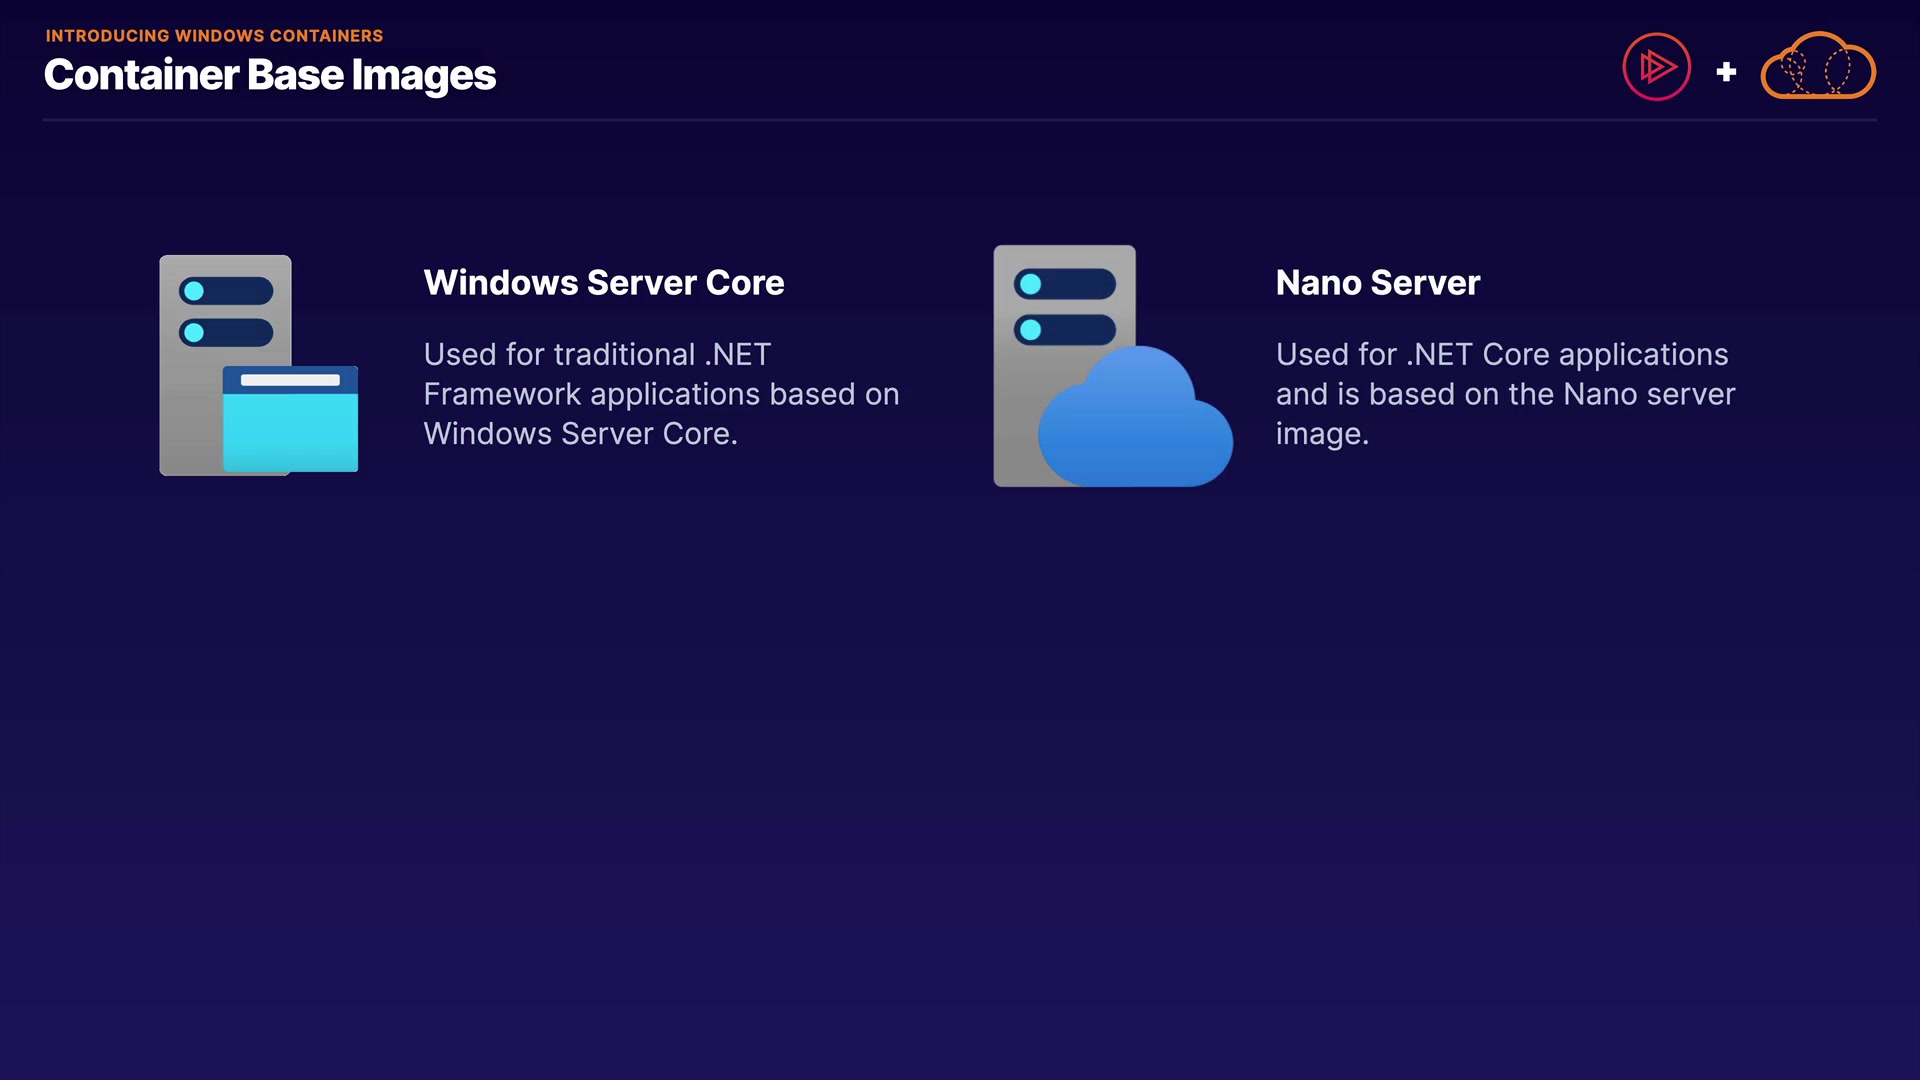 INTRODUCING WINDOWS CONTAINERS
Container Base Images
+
Windows Server Core
Used for traditional .NET
Framework applications based on
Windows Server Core.
Nano Server
Used for .NET Core applications
and is based on the Nano server
image.